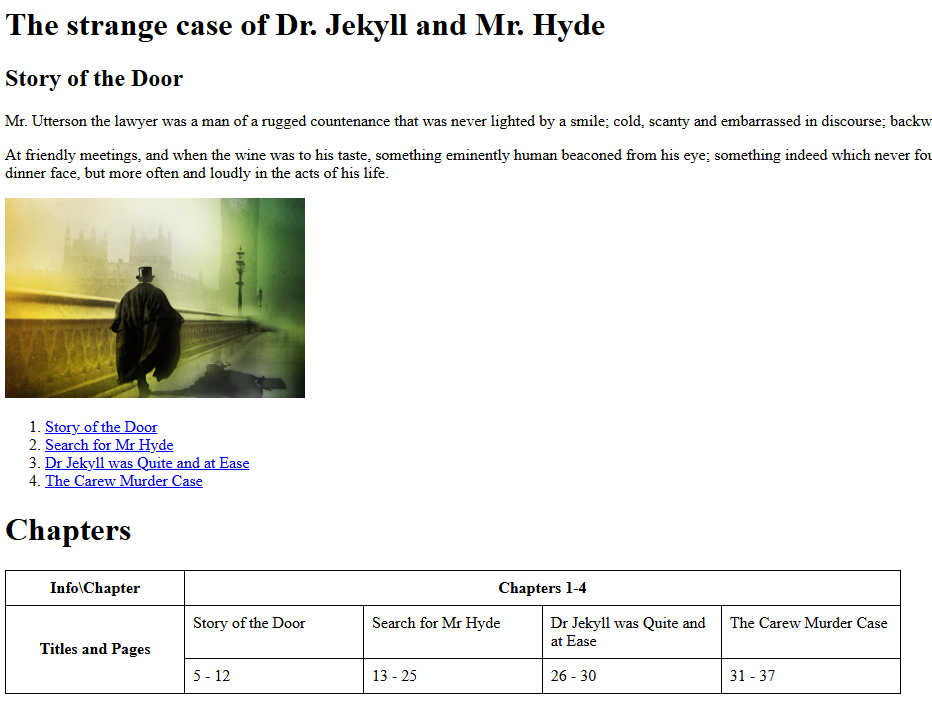 The strange case of Dr. Jekyll and Mr. Hyde
Story of the Door
Mr. Utterson the lawyer was a man of a rugged countenance that was never lighted by a smile; cold, scanty and embarrassed in discourse; backw
At friendly meetings, and when the wine was to his taste, something eminently human beaconed from his eye; something indeed which never fou
dinner face, but more often and loudly in the acts of his life.
1. Story of the Door
2. Search for Mr Hyde
3. Dr Jekyll was Quite and at Ease
4. The Carew Murder Case
Chapters
Info\Chapter Chapters 1-4
Titles and Pages
Story of the Door Search for Mr Hyde Dr Jekyll was Quite and at Ease The Carew Murder Case
5 - 12 13 - 25 26 - 30 31 - 37